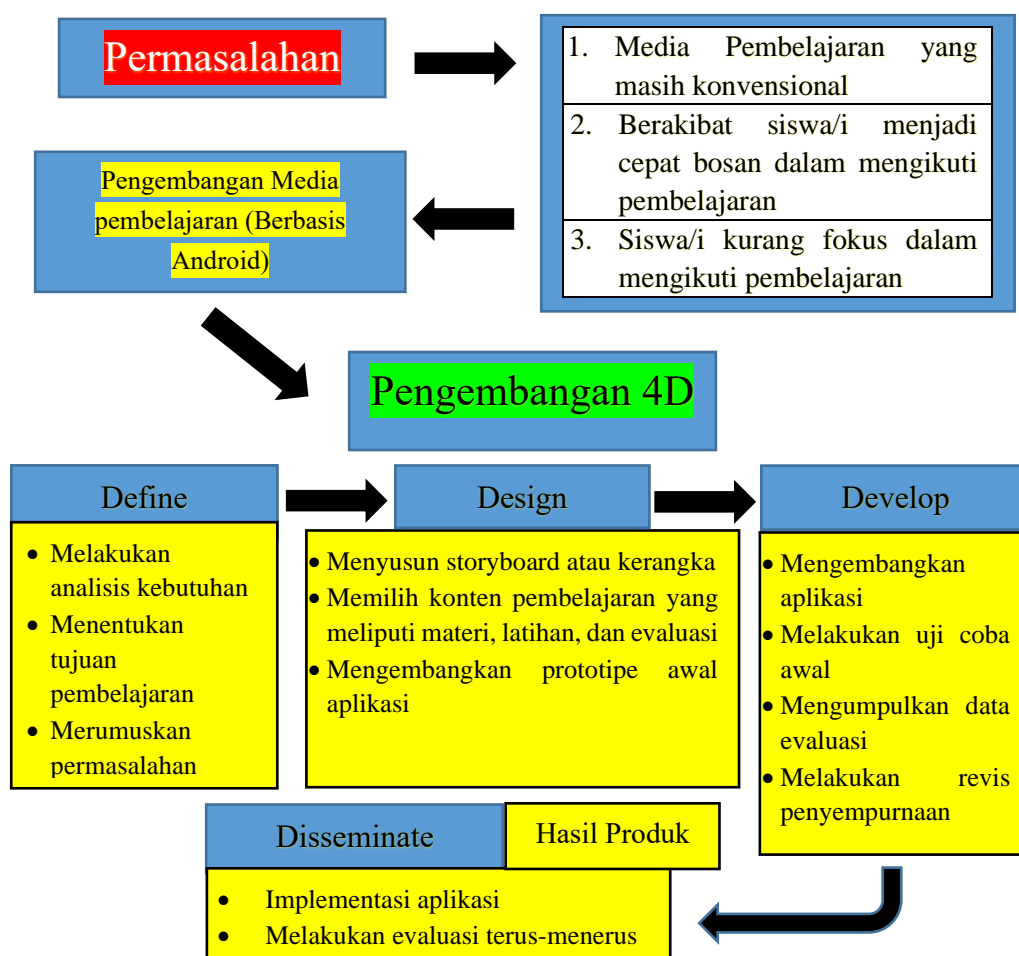 Permasalahan
1. Media Pembelajaran yang
masih konvensional
2. Berakibat siswa/i menjadi
cepat bosan dalam mengikuti
pembelajaran
3. Siswa/i kurang fokus dalam
mengikuti pembelajaran
Pengembangan Media
pembelajaran (Berbasis
Android)
Pengembangan 4D
Define
• Melakukan
analisis kebutuhan
• Menentukan
tujuan
pembelajaran
• Merumuskan
permasalahan
Design
• Menyusun storyboard atau kerangka
• Memilih konten pembelajaran yang
meliputi materi, latihan, dan evaluasi
• Mengembangkan prototipe awal
aplikasi
Develop
• Mengembangkan
aplikasi
• Melakukan uji coba
awal
• Mengumpulkan data
evaluasi
• Melakukan revis
penyempurnaan
Disseminate
Hasil Produk
• Implementasi aplikasi
• Melakukan evaluasi terus-menerus